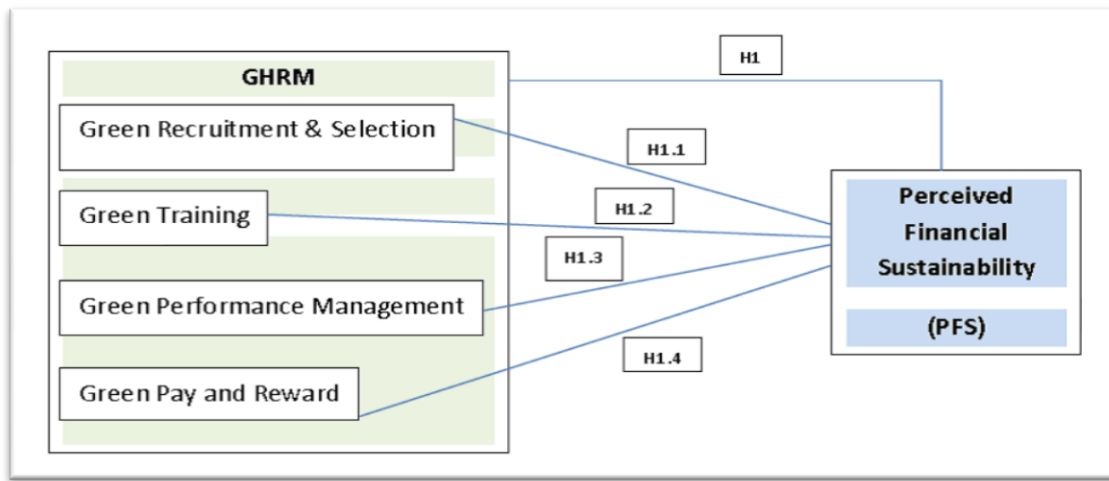 GHRM
Green Recruitment & Selection
Green Training
Green Performance Management
Green Pay and Reward
H1
H1.1
H1.2
H1.3
H1.4
Perceived
Financial
Sustainability
(PFS)